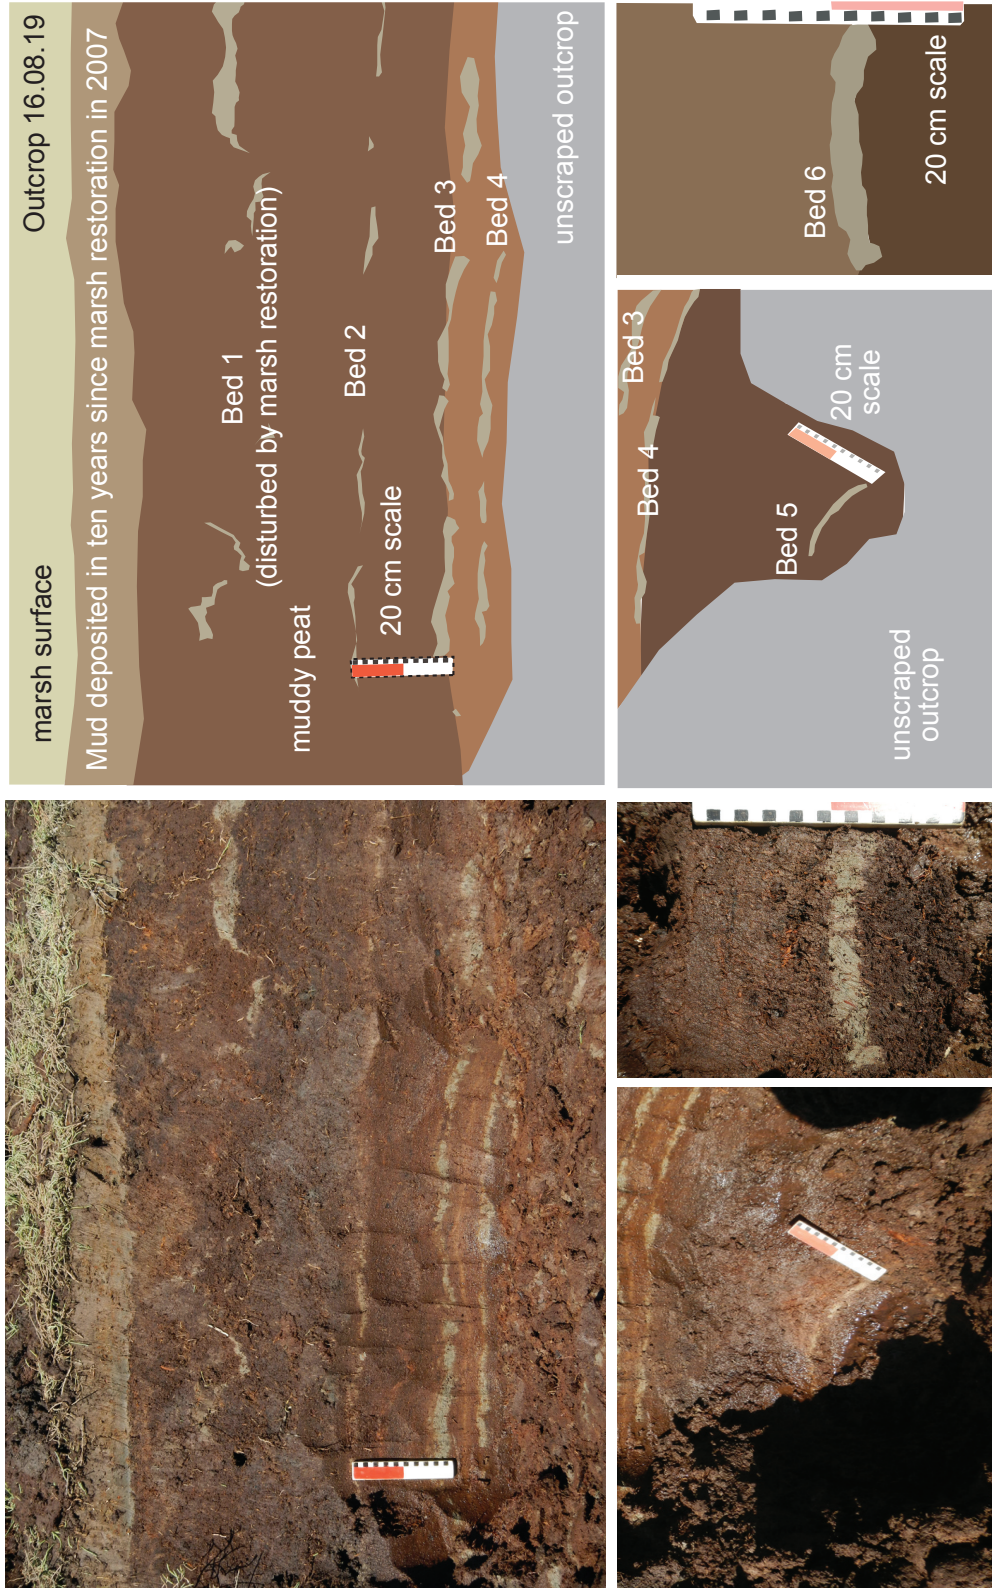 marsh surface
Outcrop 16.08.19
Mud deposited in ten years since marsh restoration in 2007
Bed 1
(disturbed by marsh restoration)
muddy peat
Bed 2
20 cm scale
Bed 3
Bed 4
unscraped outcrop
Bed 3
Bed 4
Bed 5
20 cm
scale
unscraped
outcrop
Bed 6
20 cm scale